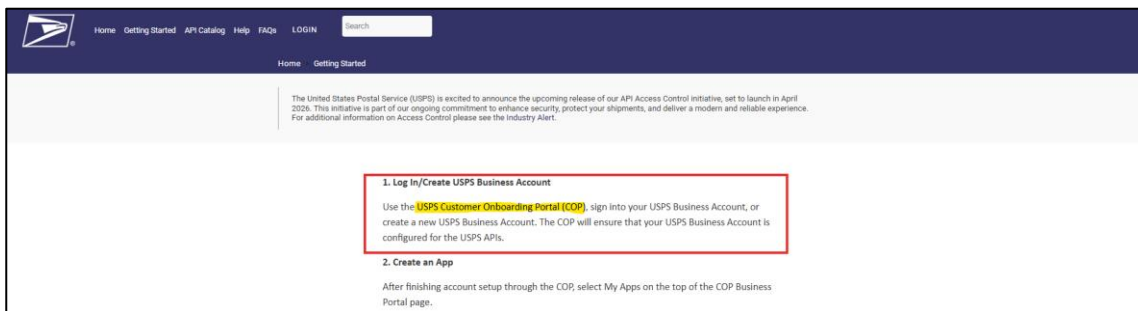 Home Getting Started API Catalog Help FAQs LOGIN Search
Home Getting Started
The United States Postal Service (USPS) is excited to announce the upcoming release of our API Access Control initiative, set to launch in April
2026. This initiative is part of our ongoing commitment to enhance security, protect your shipments, and deliver a modern and reliable experience.
For additional information on Access Control please see the Industry Alert.
1. Log In/Create USPS Business Account
Use the USPS Customer Onboarding Portal (COP), sign into your USPS Business Account, or
create a new USPS Business Account. The COP will ensure that your USPS Business Account is
configured for the USPS APIs.
2. Create an App
After finishing account setup through the COP, select My Apps on the top of the COP Business
Portal page.